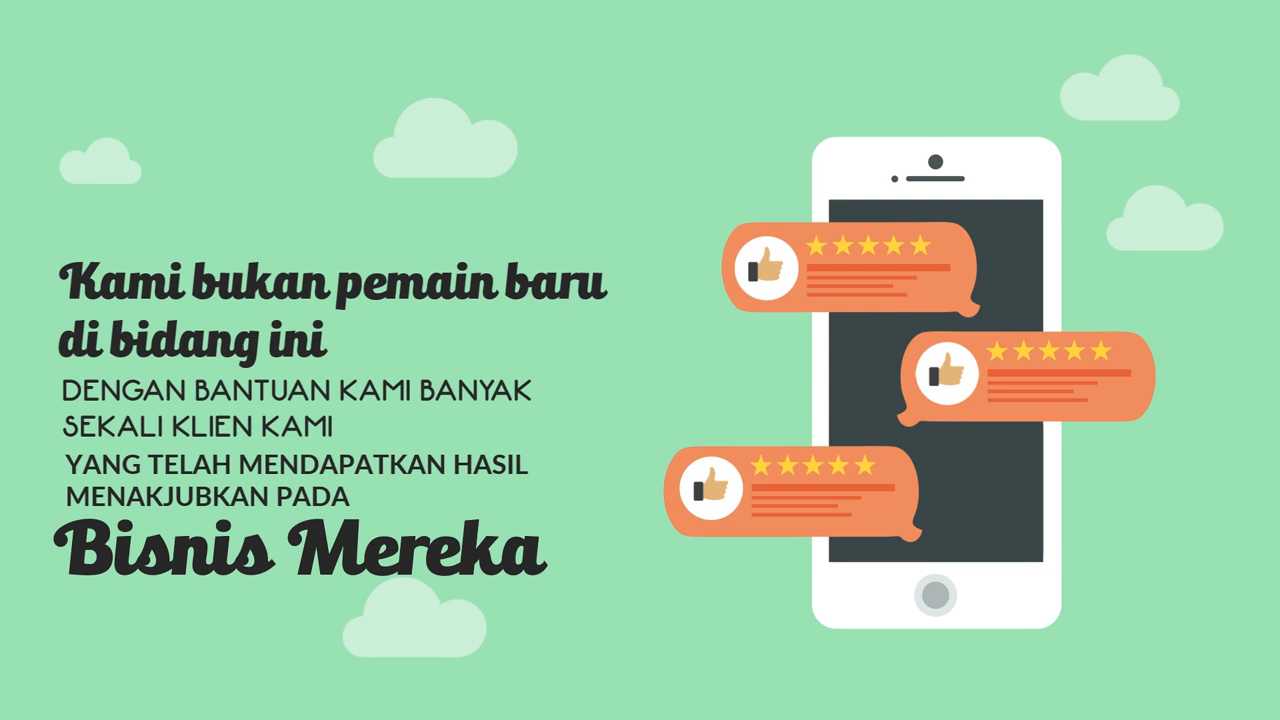 Kami bukan pemain baru
di bidang ini
DENGAN BANTUAN KAMI BANYAK
SEKALI KLIEN KAMI
YANG TELAH MENDAPATKAN HASIL
MENAKJUBKAN PADA
Bisnis Mereka